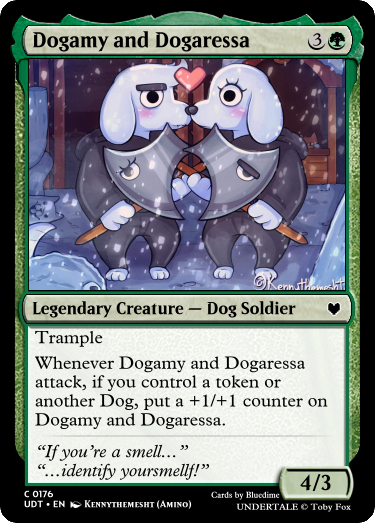 Dogamy and Dogaressa 3
©Kennythemesht
Legendary Creature — Dog Soldier
Trample
Whenever Dogamy and Dogaressa
attack, if you control a token or
another Dog, put a +1/+1 counter on
Dogamy and Dogaressa.
“If you're a smell…”
“…identify yoursmellf!”
4/3
C 0176
UDT • EN Kennythemesht (Amino)
Cards by Bluedime
UNDERTALE © Toby Fox